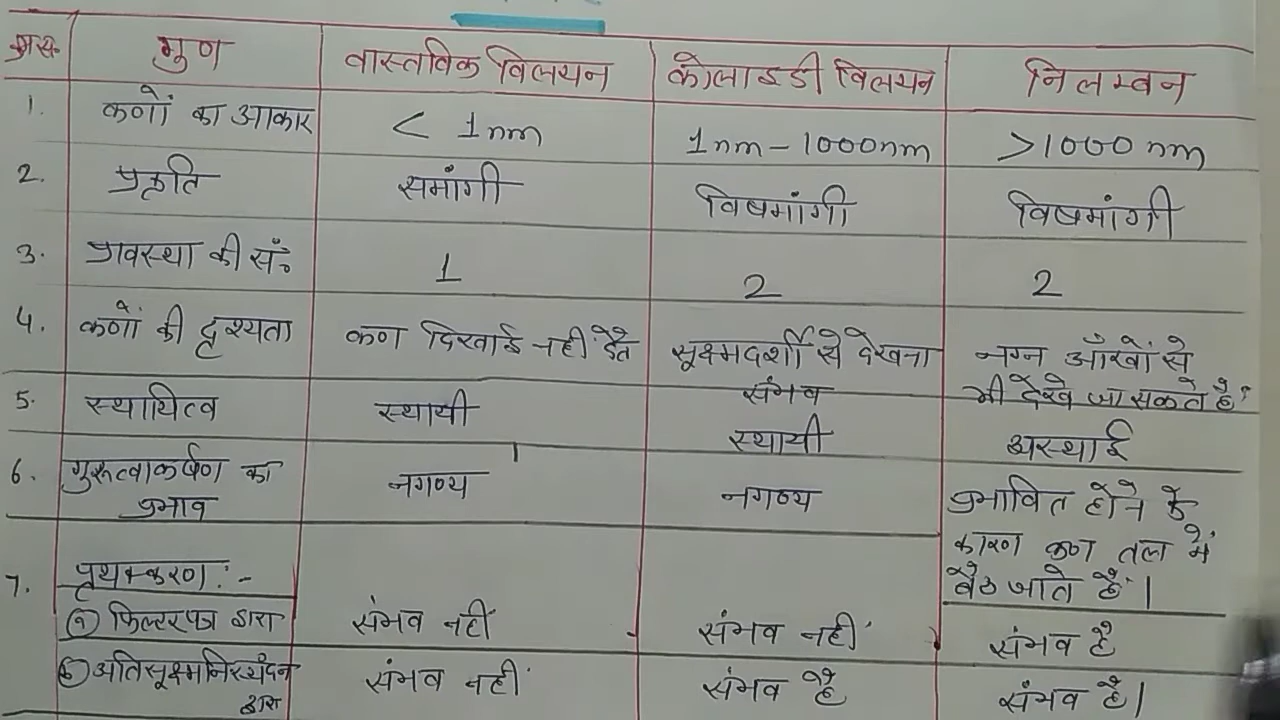 क्र.सं. गुण वास्तविक विलयन कोलाइडी विलयन निलम्बन
1. कणों का आकार < 1nm 1nm - 1000nm >1000 nm
2. प्रकृति समांगी विषमांगी विषमांगी
3. प्रावस्था की सं० 1 2 2
4. कणों की दृश्यता कण दिखाई नहीं देते सूक्ष्मदर्शी से देखना नग्न आँखों से
संभव भी देखे जा सकते हैं
5. स्थायित्व स्थायी स्थायी अस्थाई
6. गुरुत्वाकर्षण का नगण्य नगण्य प्रभावित होने के
प्रभाव कारण कण तल में
बैठ जाते हैं।
7. पृथक्करण :-
(a) फिल्टरपत्र द्वारा संभव नहीं संभव नहीं संभव है
(b) अतिसूक्ष्मनिस्यंदन संभव नहीं संभव है संभव है।
द्वारा